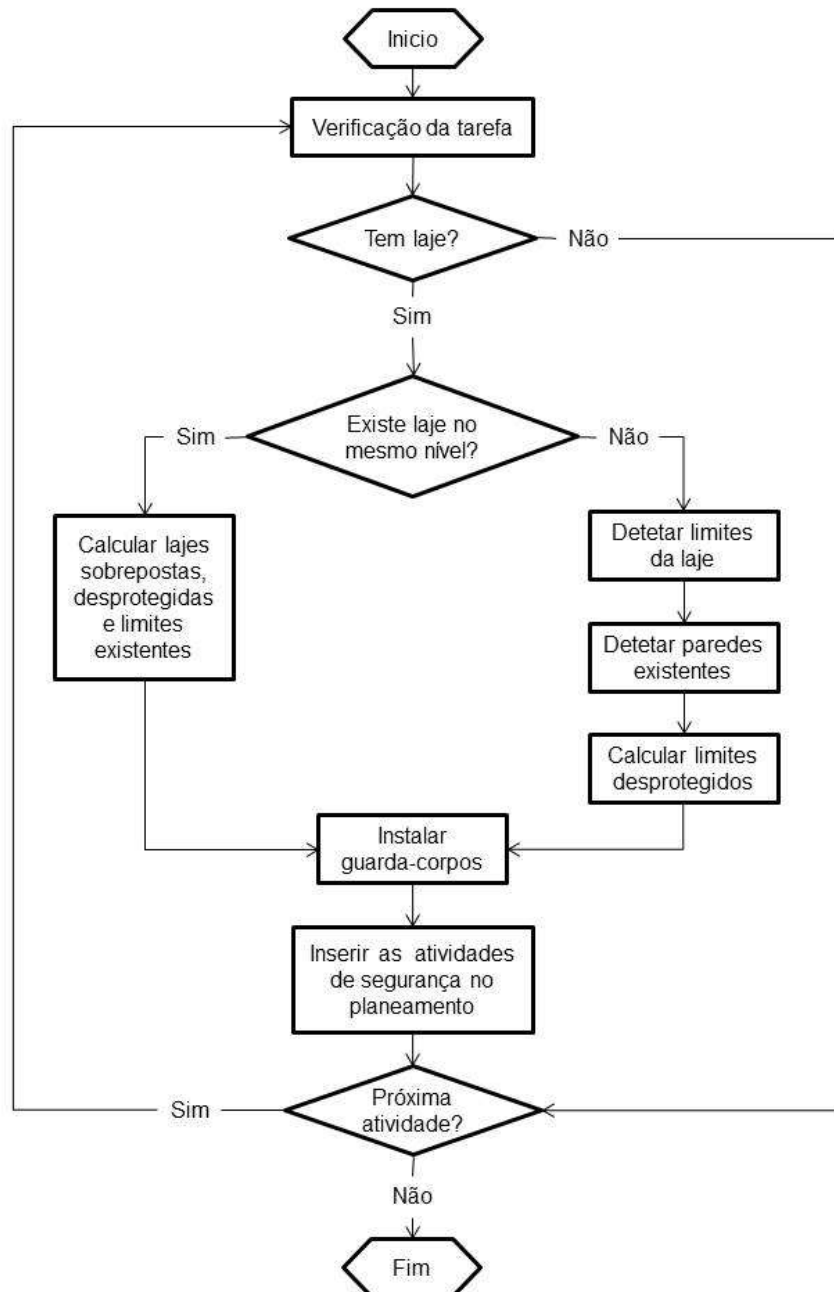 Inicio
Verificação da tarefa
Tem laje?
Não
Sim
Existe laje no
mesmo nível?
Sim
Não
Calcular lajes
sobrepostas,
desprotegidas
e limites
existentes
Detetar limites
da laje
Detetar paredes
existentes
Calcular limites
desprotegidos
Instalar
guarda-corpos
Inserir as atividades
de segurança no
planeamento
Próxima
atividade?
Sim
Não
Fim